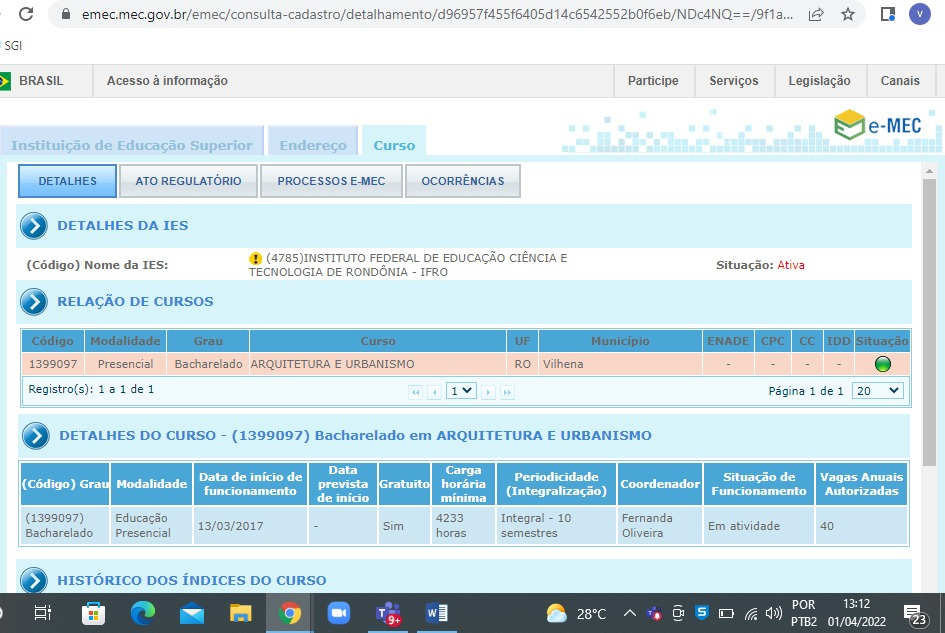 emec.mec.gov.br/emec/consulta-cadastro/detalhamento/d96957f455f6405d14c6542552b0f6eb/NDc4NQ==/9f1a...
V
SGI
BRASIL Acesso à informação Participe Serviços Legislação Canais
e-MEC
Instituição de Educação Superior Endereço Curso
DETALHES ATO REGULATÓRIO PROCESSOS E-MEC OCORRÊNCIAS
DETALHES DA IES
(Código) Nome da IES: (4785)INSTITUTO FEDERAL DE EDUCAÇÃO CIÊNCIA E
TECNOLOGIA DE RONDÔNIA - IFRO
Situação: Ativa
RELAÇÃO DE CURSOS
Código Modalidade Grau Curso UF Município ENADE CPC CC IDD Situação
1399097 Presencial Bacharelado ARQUITETURA E URBANISMO RO Vilhena - - - -
Registro(s): 1 a 1 de 1 1 Página 1 de 1 20
DETALHES DO CURSO - (1399097) Bacharelado em ARQUITETURA E URBANISMO
(Código) Grau Modalidade Data de início de
funcionamento
Data
prevista
de início
Gratuito Carga
horária
mínima
Periodicidade
(Integralização)
Coordenador Situação de
Funcionamento
Vagas Anuais
Autorizadas
(1399097)
Bacharelado
Educação
Presencial
13/03/2017 - Sim 4233
horas
Integral - 10
semestres
Fernanda
Oliveira
Em atividade 40
HISTÓRICO DOS ÍNDICES DO CURSO
9+
28°C
POR
PTB2
13:12
01/04/2022
23